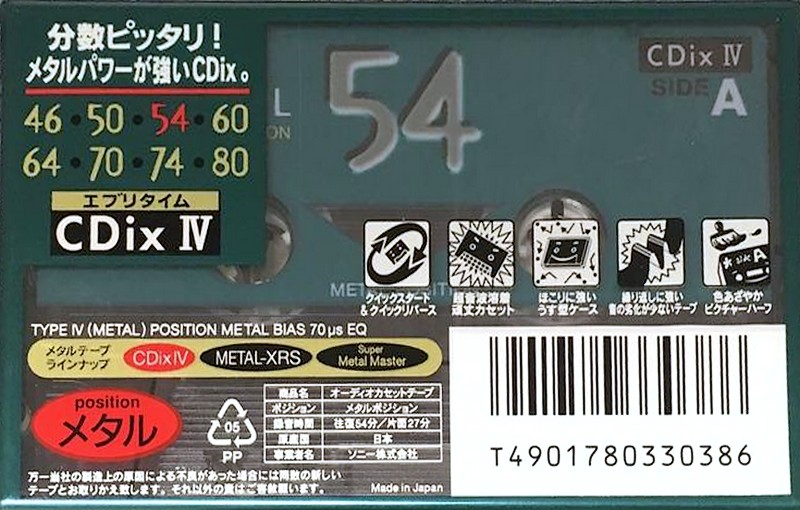 分数ピッタリ!
メタルパワーが強いCDix。
46・50・54・60
64・70・74・80
エブリタイム
CDix Ⅳ
54
CDix Ⅳ
SIDE A
クイックスタート
&クイックリバース
超音波溶着
頑丈カセット
ほこりに強い
うす型ケース
繰り返しに強い
音の劣化が少ないテープ
色あざやか
ピクチャーハーフ
TYPE Ⅳ (METAL) POSITION METAL BIAS 70μs EQ
メタルテープ
ラインナップ
CDix Ⅳ
METAL-XRS
Super
Metal Master
position
メタル
05
PP
商品名 オーディオカセットテープ
ポジション メタルポジション
録音時間 往復54分/片面27分
原産国 日本
事業者名 ソニー株式会社
万一当社の製造上の原因による不良があった場合には同数の新しい
テープとお取りかえ致します。それ以外の責はご容赦願います。
Made in Japan
T4901780330386